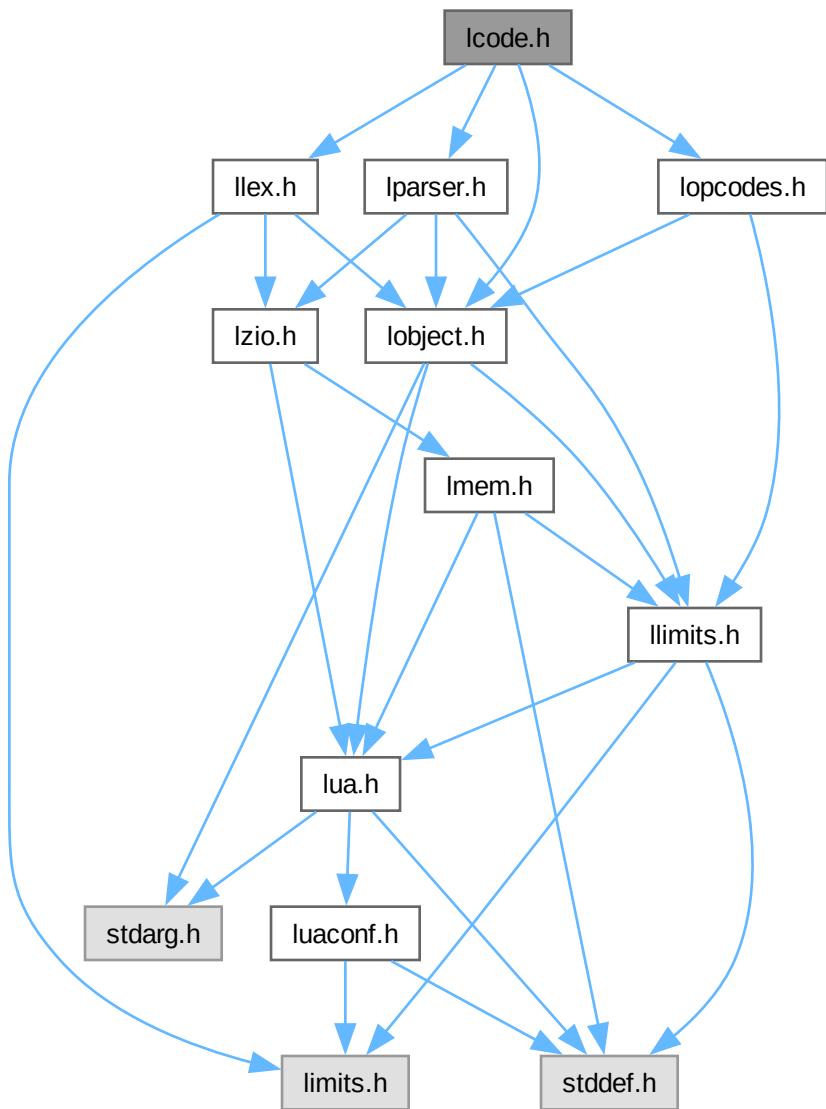 lcode.h
llex.h
lparser.h
lopcodes.h
lzio.h
lobject.h
lmem.h
llimits.h
lua.h
stdarg.h
luaconf.h
limits.h
stddef.h